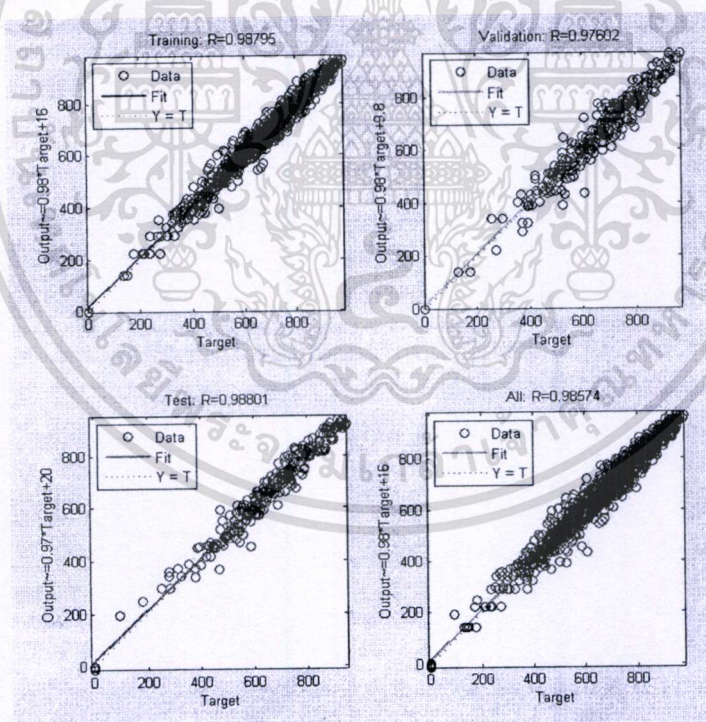 Training: R=0.98795
Output~=0.98*Target+16
Data
Fit
Y = T
800
600
400
200
0
0 200 400 600 800
Target
Validation: R=0.97602
Output~=0.98*Target+9.8
Data
Fit
Y = T
800
600
400
200
0
0 200 400 600 800
Target
Test: R=0.98801
Output~=0.97*Target+20
Data
Fit
Y = T
800
600
400
200
0
0 200 400 600 800
Target
All: R=0.98574
Output~=0.98*Target+16
Data
Fit
Y = T
800
600
400
200
0
0 200 400 600 800
Target